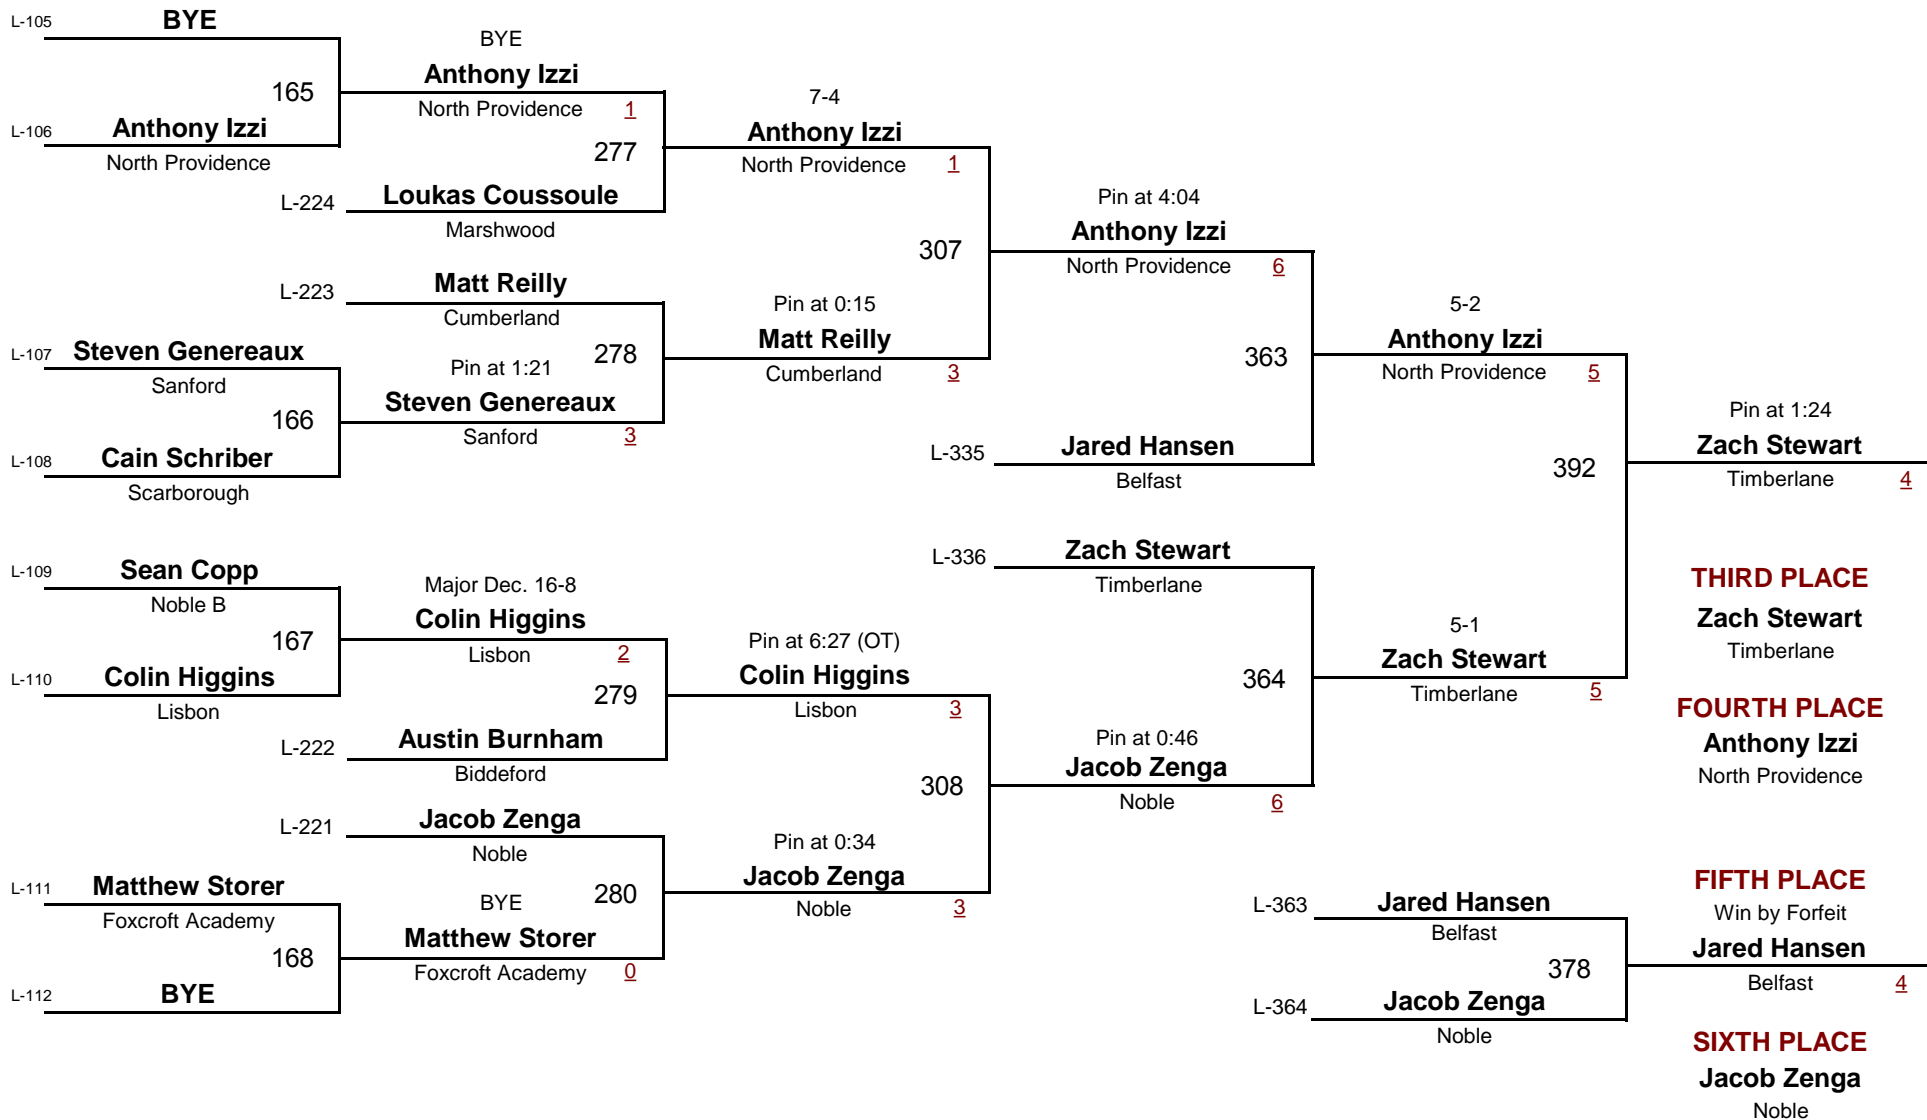 L-105
BYE
165
L-106
Anthony Izzi
North Providence
BYE
Anthony Izzi
North Providence 1
277
L-224
Loukas Coussoule
Marshwood
7-4
Anthony Izzi
North Providence 1
307
L-223
Matt Reilly
Cumberland
278
L-107
Steven Genereaux
Sanford
166
L-108
Cain Schriber
Scarborough
Pin at 1:21
Steven Genereaux
Sanford 3
Pin at 0:15
Matt Reilly
Cumberland 3
Pin at 4:04
Anthony Izzi
North Providence 6
363
L-335
Jared Hansen
Belfast
5-2
Anthony Izzi
North Providence 5
392
Pin at 1:24
Zach Stewart
Timberlane 4
L-109
Sean Copp
Noble B
167
L-110
Colin Higgins
Lisbon
Major Dec. 16-8
Colin Higgins
Lisbon 2
279
L-222
Austin Burnham
Biddeford
Pin at 6:27 (OT)
Colin Higgins
Lisbon 3
308
L-221
Jacob Zenga
Noble
280
L-111
Matthew Storer
Foxcroft Academy
168
L-112
BYE
BYE
Matthew Storer
Foxcroft Academy 0
Pin at 0:34
Jacob Zenga
Noble 3
L-336
Zach Stewart
Timberlane
364
Pin at 0:46
Jacob Zenga
Noble 6
5-1
Zach Stewart
Timberlane 5
THIRD PLACE
Zach Stewart
Timberlane
FOURTH PLACE
Anthony Izzi
North Providence
L-363
Jared Hansen
Belfast
378
L-364
Jacob Zenga
Noble
FIFTH PLACE
Win by Forfeit
Jared Hansen
Belfast 4
SIXTH PLACE
Jacob Zenga
Noble